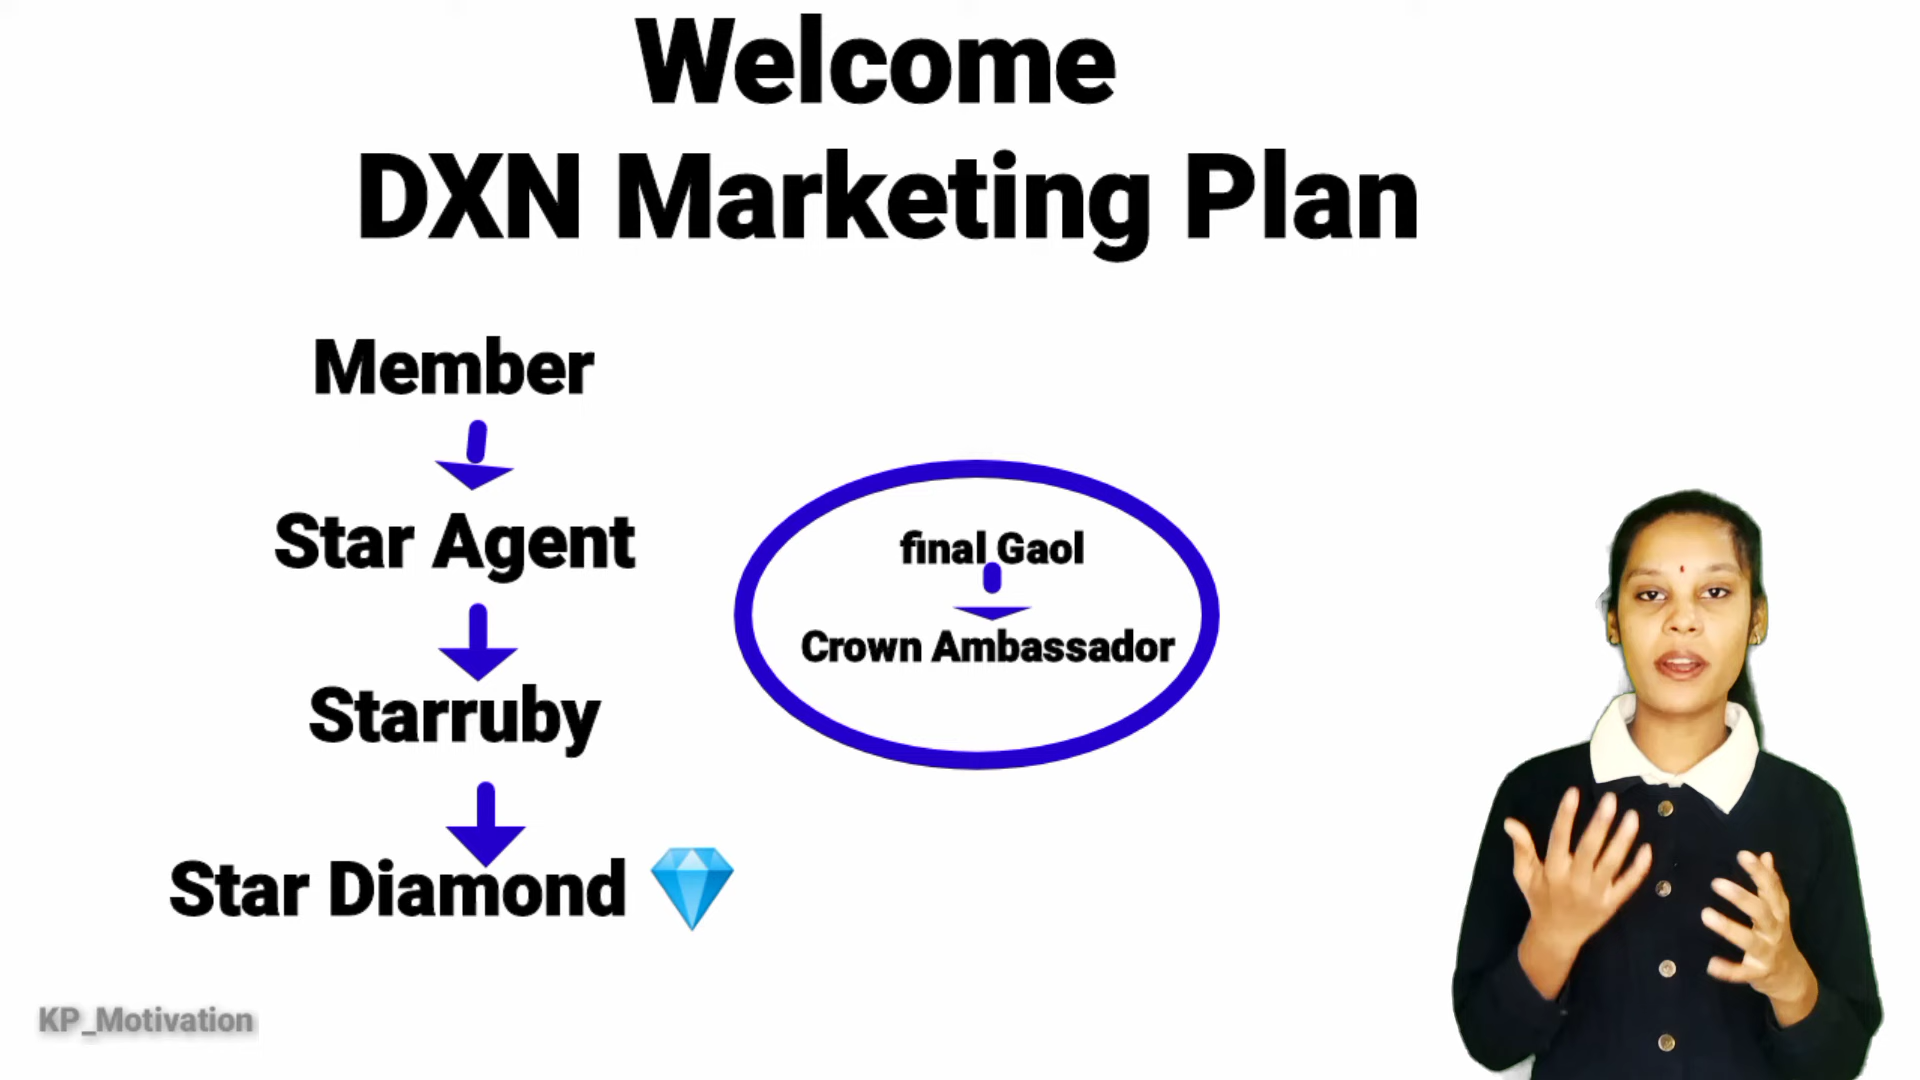 Welcome
DXN Marketing Plan
Member
Star Agent
Starruby
Star Diamond
final Gaol
Crown Ambassador
KP_Motivation